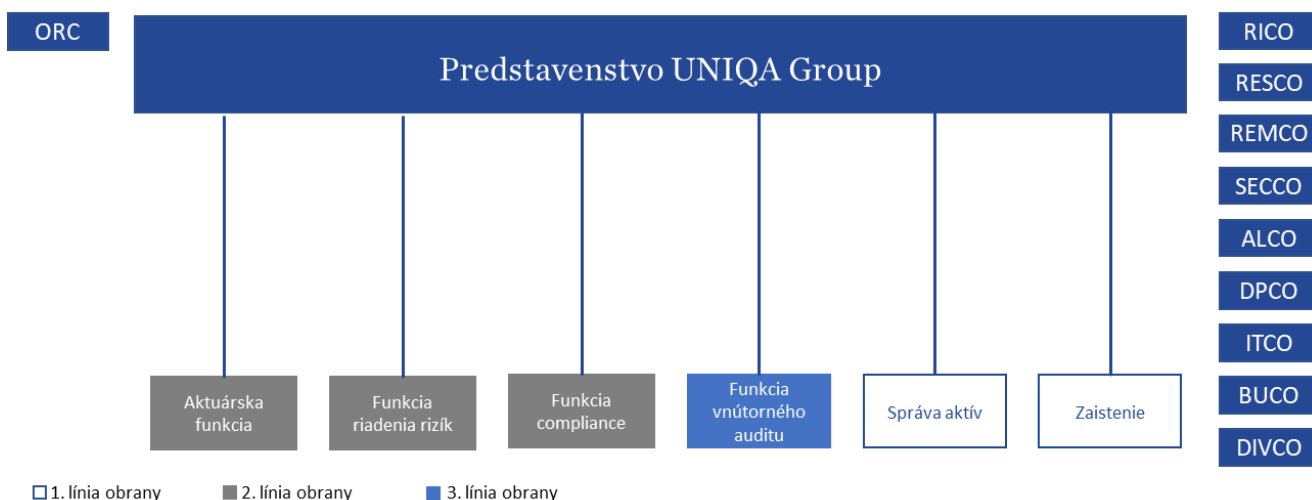 ORC
Predstavenstvo UNIQA Group
RICO
RESCO
REMCO
SECCO
ALCO
DPCO
ITCO
BUCO
DIVCO
Aktuárska
funkcia
Funkcia
riadenia rizík
Funkcia
compliance
Funkcia
vnútorného
auditu
Správa aktív
Zaistenie
1. línia obrany
2. línia obrany
3. línia obrany